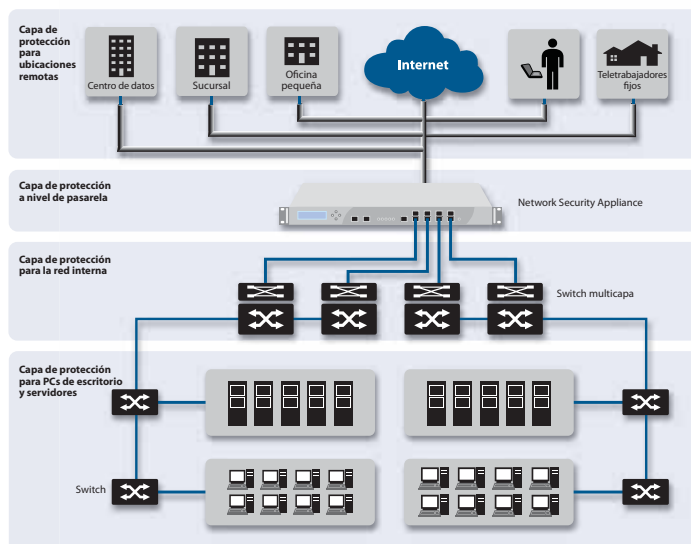 Capa de
protección
para
ubicaciones
remotas
Centro de datos
Sucursal
Oficina
pequeña
Internet
Teletrabajadores
fijos
Capa de protección
a nivel de pasarela
Network Security Appliance
Capa de protección
para la red interna
Switch multicapa
Capa de protección
para PCs de escritorio
y servidores
Switch